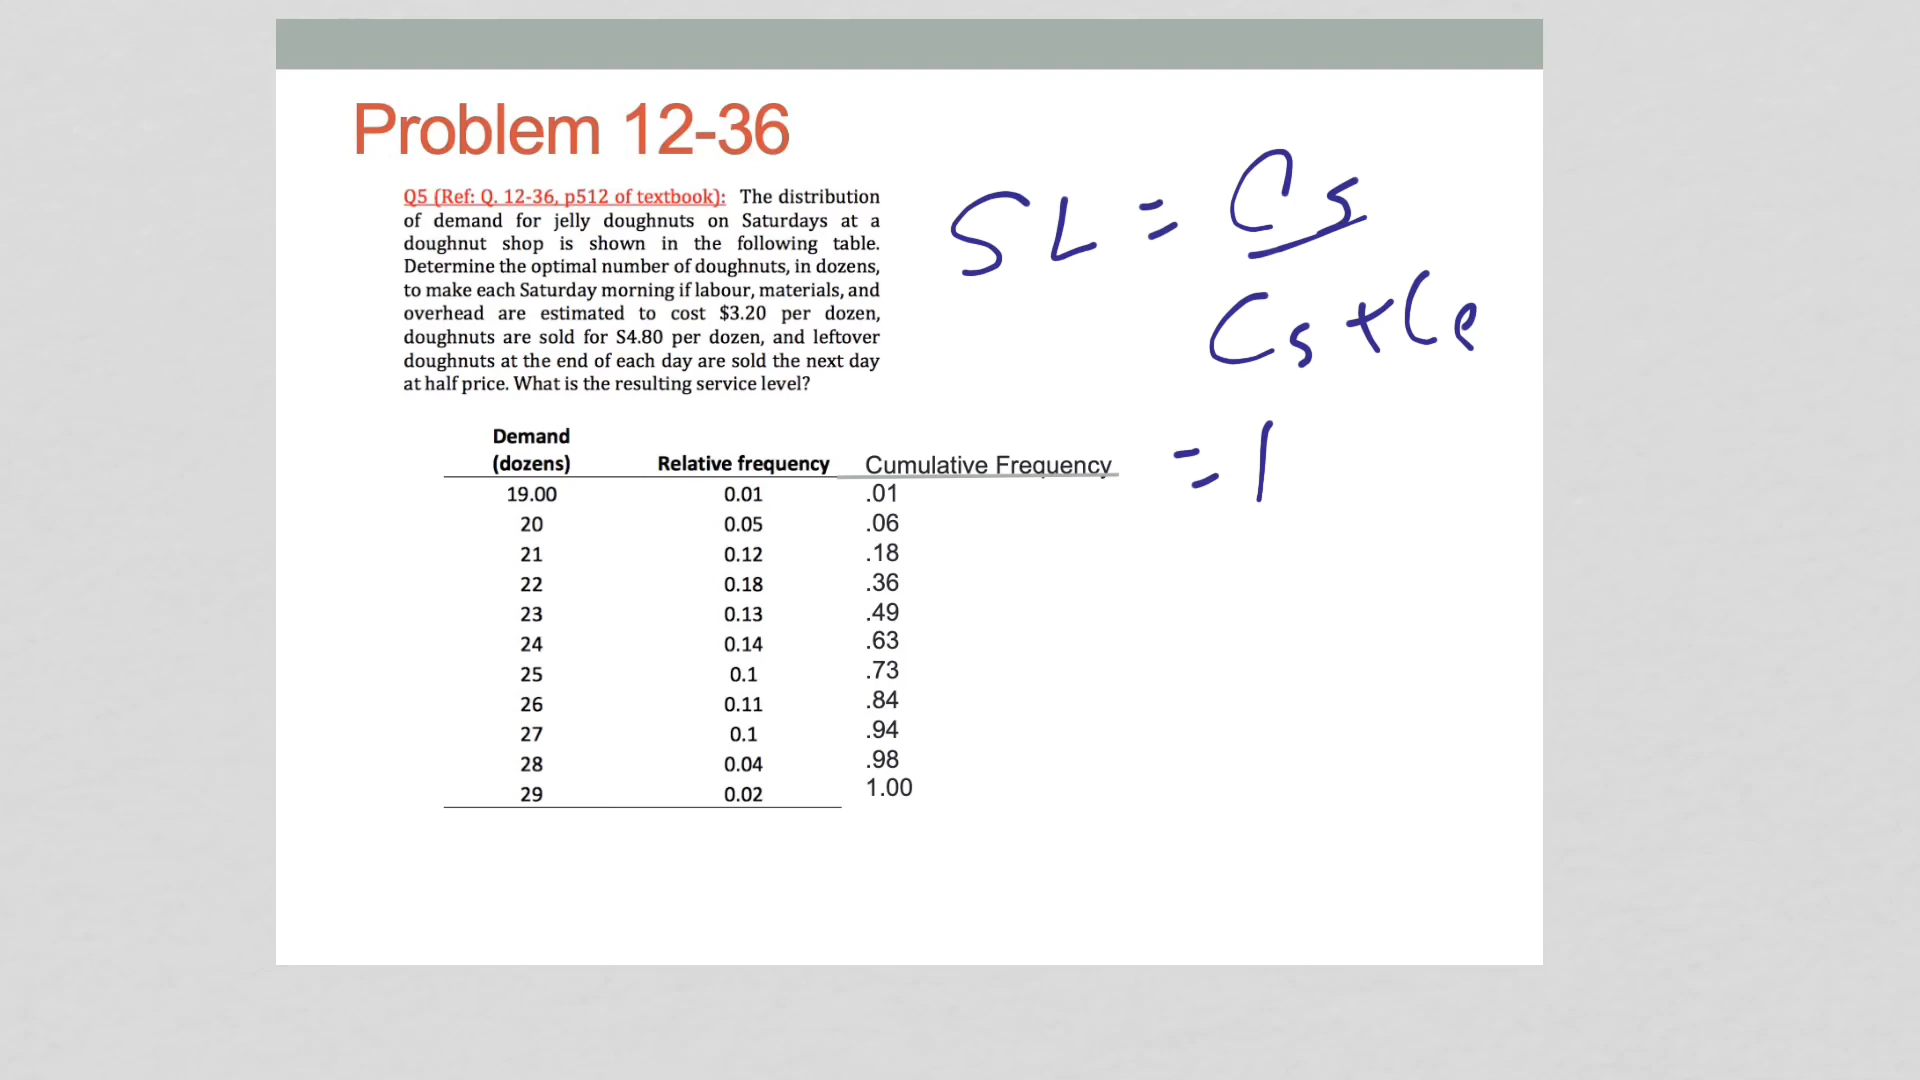 Problem 12-36
Q5 (Ref: Q. 12-36, p512 of textbook): The distribution
of demand for jelly doughnuts on Saturdays at a
doughnut shop is shown in the following table.
Determine the optimal number of doughnuts, in dozens,
to make each Saturday morning if labour, materials, and
overhead are estimated to cost $3.20 per dozen,
doughnuts are sold for S4.80 per dozen, and leftover
doughnuts at the end of each day are sold the next day
at half price. What is the resulting service level?
SL = Cs
Cs + Ce
= 1
Demand
(dozens) Relative frequency Cumulative Frequency
19.00 0.01 .01
20 0.05 .06
21 0.12 .18
22 0.18 .36
23 0.13 .49
24 0.14 .63
25 0.1 .73
26 0.11 .84
27 0.1 .94
28 0.04 .98
29 0.02 1.00